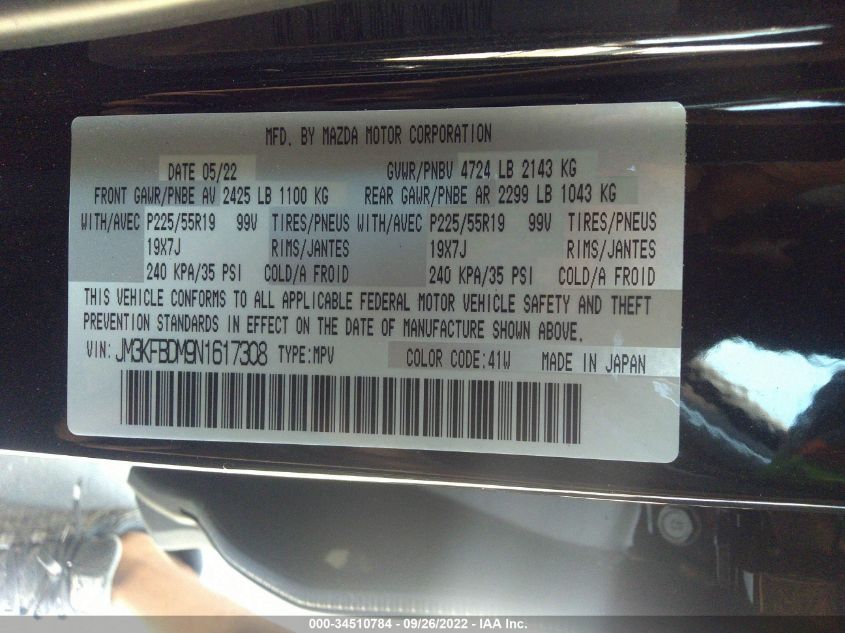 MFD. BY MAZDA MOTOR CORPORATION
DATE 05/22 GVWR/PNBV 4724 LB 2143 KG
FRONT GAWR/PNBE AV 2425 LB 1100 KG REAR GAWR/PNBE AR 2299 LB 1043 KG
WITH/AVEC P225/55R19 99V TIRES/PNEUS WITH/AVEC P225/55R19 99V TIRES/PNEUS
19X7J RIMS/JANTES 19X7J RIMS/JANTES
240 KPA/35 PSI COLD/A FROID 240 KPA/35 PSI COLD/A FROID
THIS VEHICLE CONFORMS TO ALL APPLICABLE FEDERAL MOTOR VEHICLE SAFETY AND THEFT
PREVENTION STANDARDS IN EFFECT ON THE DATE OF MANUFACTURE SHOWN ABOVE.
VIN: JM3KFBDM9N1617308 TYPE:MPV COLOR CODE:41W MADE IN JAPAN
000-34510784 - 09/26/2022 - IAA Inc.